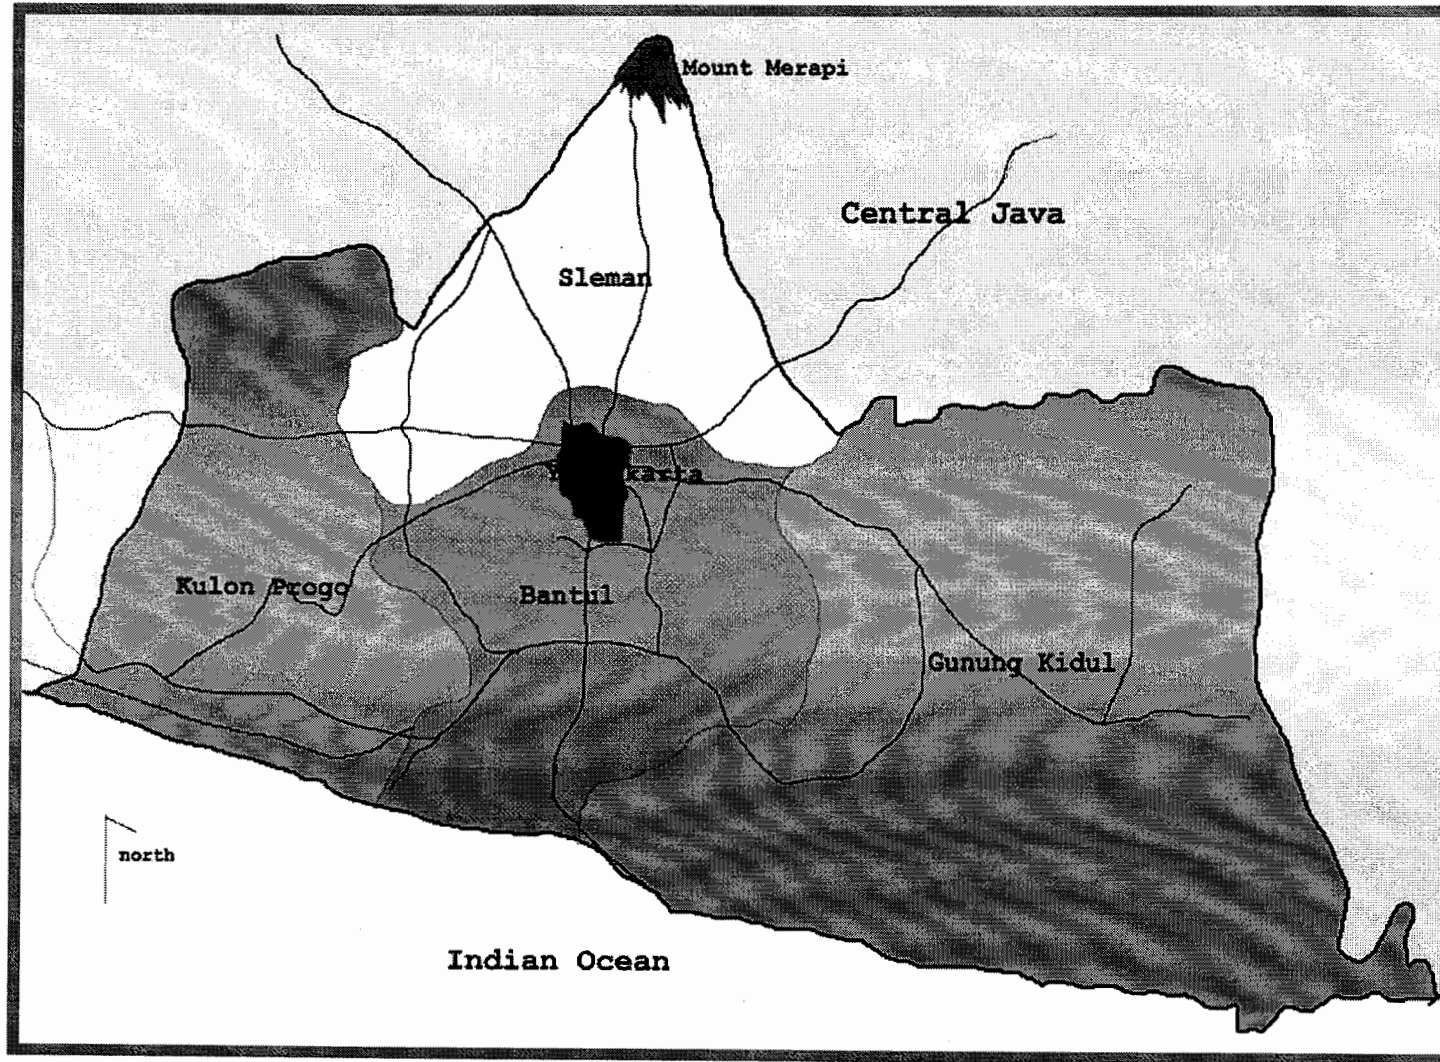 Mount Merapi
Central Java
Sleman
Kulon Progo
Bantul
Gunung Kidul
north
Indian Ocean